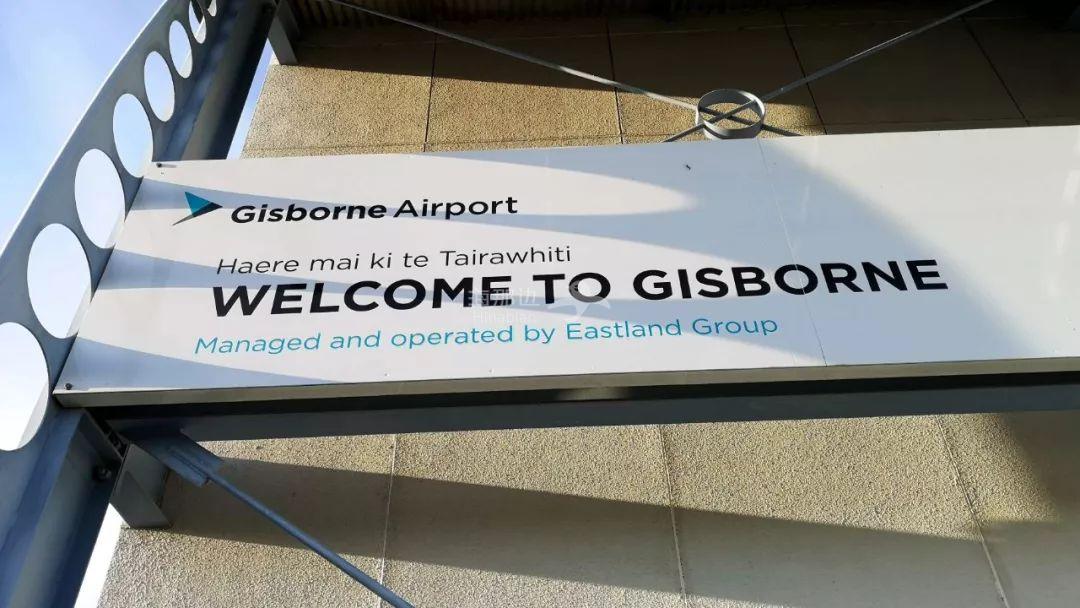 Gisborne Airport
Haere mai ki te Tairawhiti
WELCOME TO GISBORNE
Managed and operated by Eastland Group